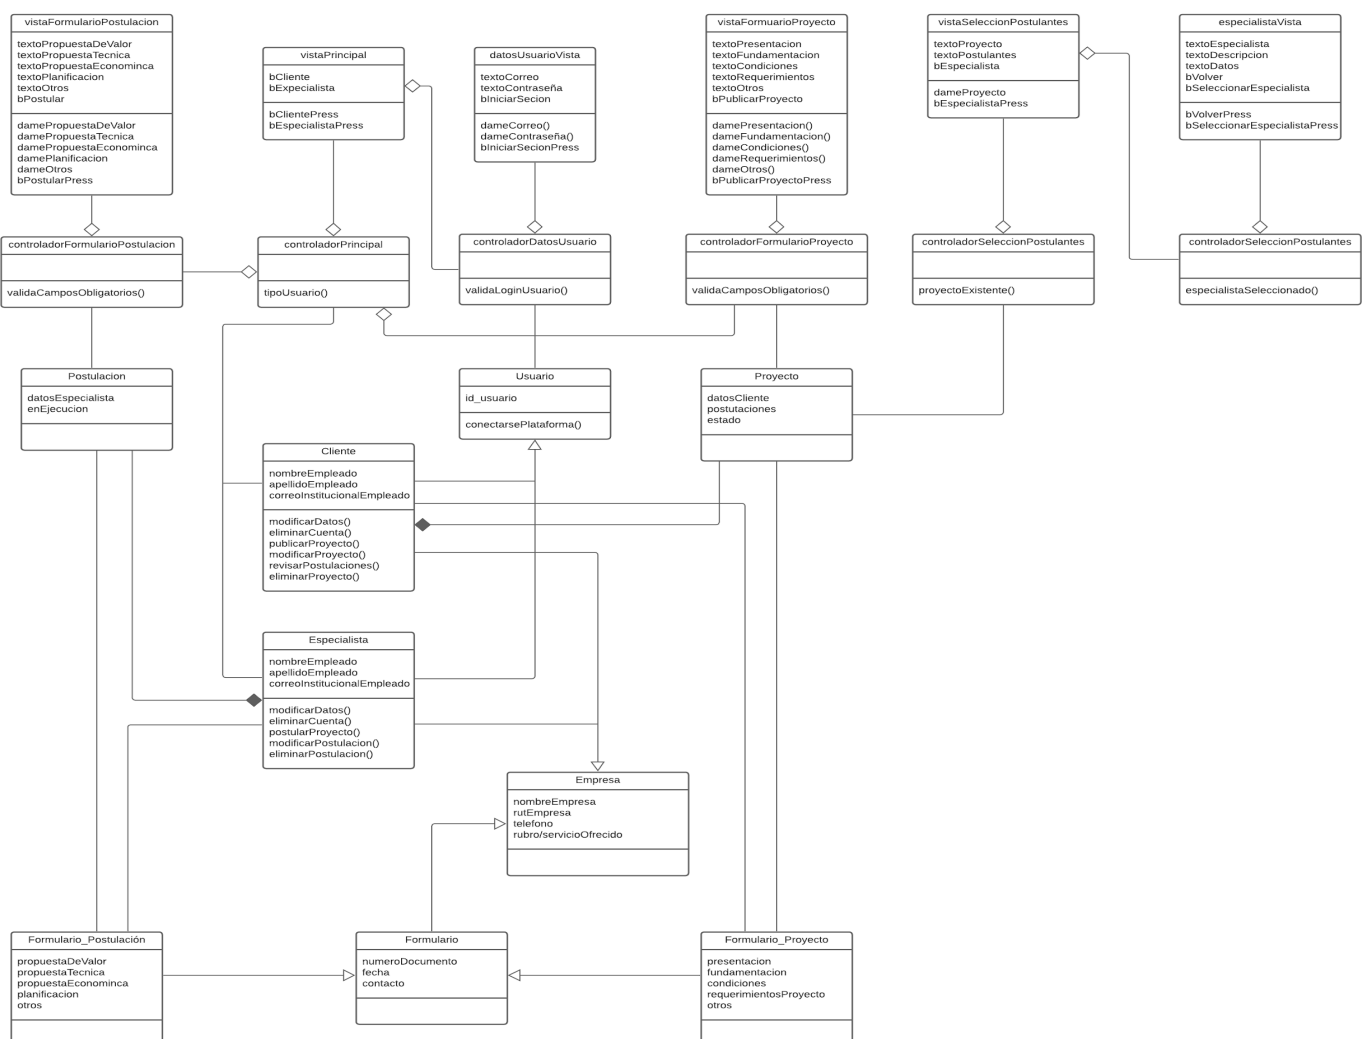 vistaFormularioPostulacion
textoPropuestaDeValor
textoPropuestaTecnica
textoPropuestaEconominca
textoPlanificacion
textoOtros
bPostular
damePropuestaDeValor
damePropuestaTecnica
damePropuestaEconominca
damePlanificacion
dameOtros
bPostularPress
vistaPrincipal
bCliente
bExpecialista
bClientePress
bEspecialistaPress
datosUsuarioVista
textoCorreo
textoContraseña
bIniciarSecion
dameCorreo()
dameContraseña()
bIniciarSecionPress
vistaFormuarioProyecto
textoPresentacion
textoFundamentacion
textoCondiciones
textoRequerimientos
textoOtros
bPublicarProyecto
damePresentacion()
dameFundamentacion()
dameCondiciones()
dameRequerimientos()
dameOtros()
bPublicarProyectoPress
vistaSeleccionPostulantes
textoProyecto
textoPostulantes
bEspecialista
dameProyecto
bEspecialistaPress
especialistaVista
textoEspecialista
textoDescripcion
textoDatos
bVolver
bSeleccionarEspecialista
bVolverPress
bSeleccionarEspecialistaPress
controladorFormularioPostulacion
validaCamposObligatorios()
controladorPrincipal
tipoUsuario()
controladorDatosUsuario
validaLoginUsuario()
controladorFormularioProyecto
validaCamposObligatorios()
controladorSeleccionPostulantes
proyectoExistente()
controladorSeleccionPostulantes
especialistaSeleccionado()
Postulacion
datosEspecialista
enEjecucion
Usuario
id_usuario
conectarsePlataforma()
Proyecto
datosCliente
postutaciones
estado
Cliente
nombreEmpleado
apellidoEmpleado
correoInstitucionalEmpleado
modificarDatos()
eliminarCuenta()
publicarProyecto()
modificarProyecto()
revisarPostulaciones()
eliminarProyecto()
Especialista
nombreEmpleado
apellidoEmpleado
correoInstitucionalEmpleado
modificarDatos()
eliminarCuenta()
postularProyecto()
modificarPostulacion()
eliminarPostulacion()
Empresa
nombreEmpresa
rutEmpresa
telefono
rubro/servicioOfrecido
Formulario_Postulación
propuestaDeValor
propuestaTecnica
propuestaEconominca
planificacion
otros
Formulario
numeroDocumento
fecha
contacto
Formulario_Proyecto
presentacion
fundamentacion
condiciones
requerimientosProyecto
otros